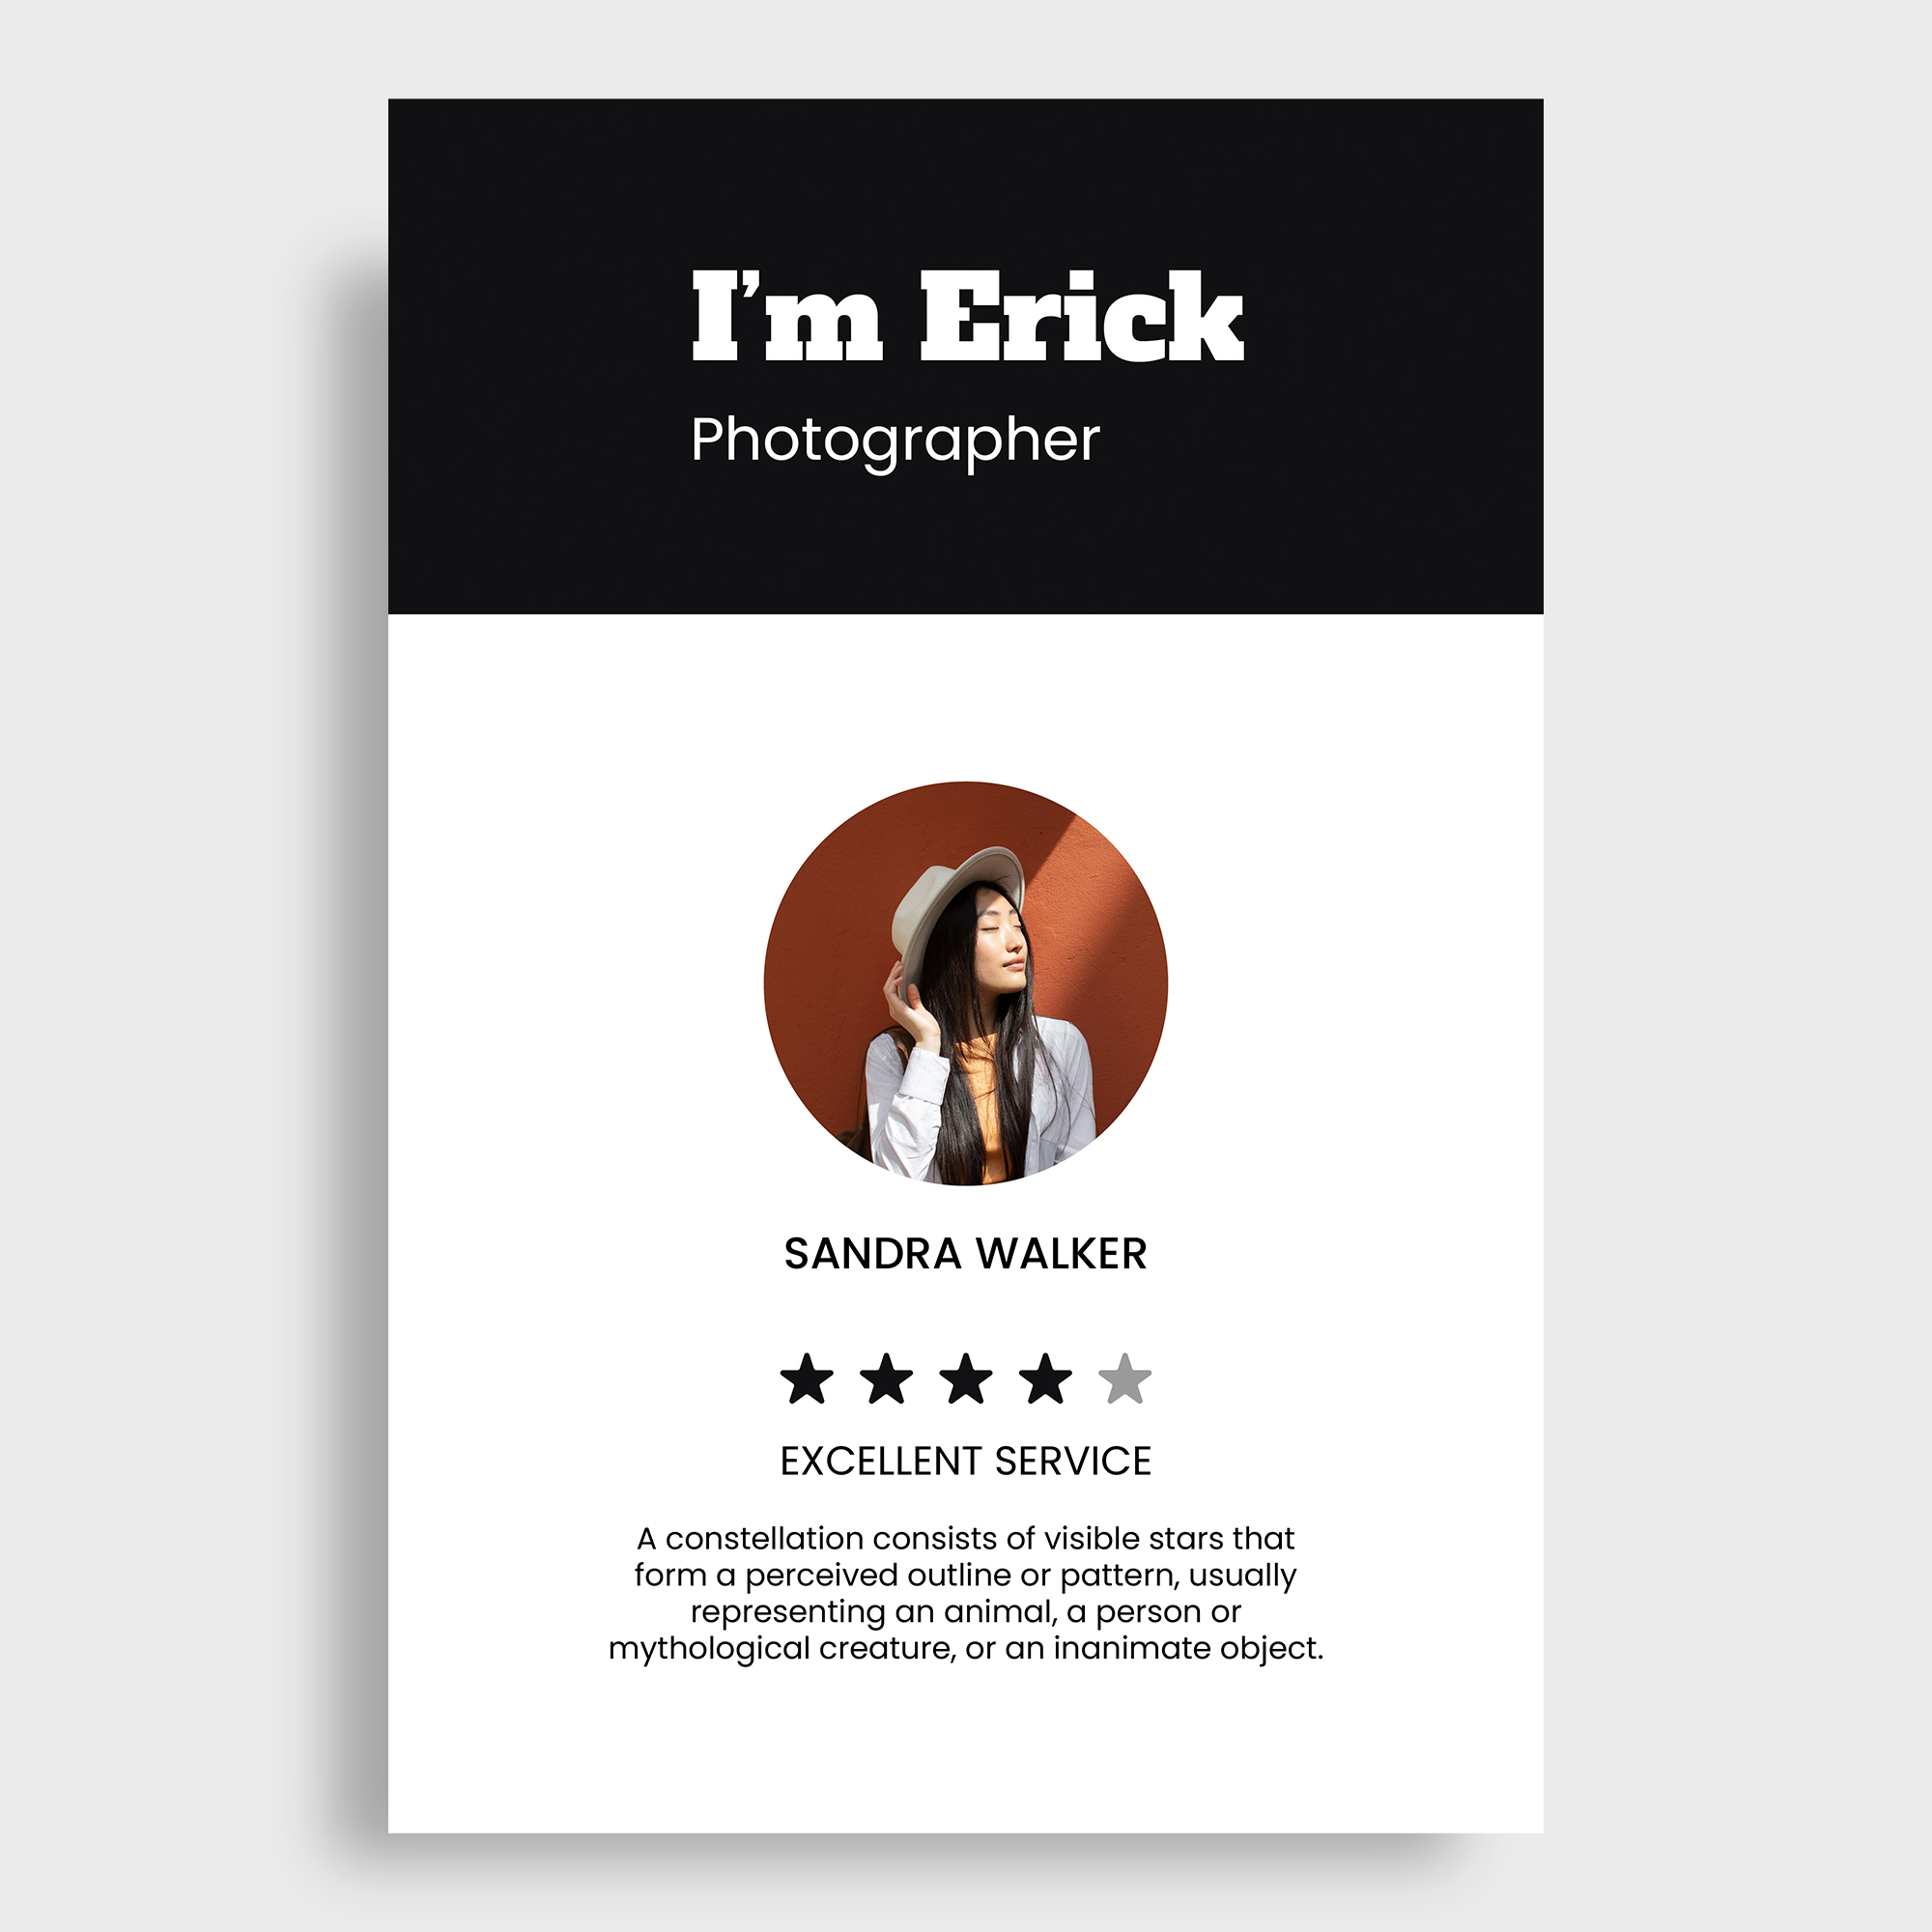 I’m Erick
Photographer
SANDRA WALKER
EXCELLENT SERVICE
A constellation consists of visible stars that
form a perceived outline or pattern, usually
representing an animal, a person or
mythological creature, or an inanimate object.